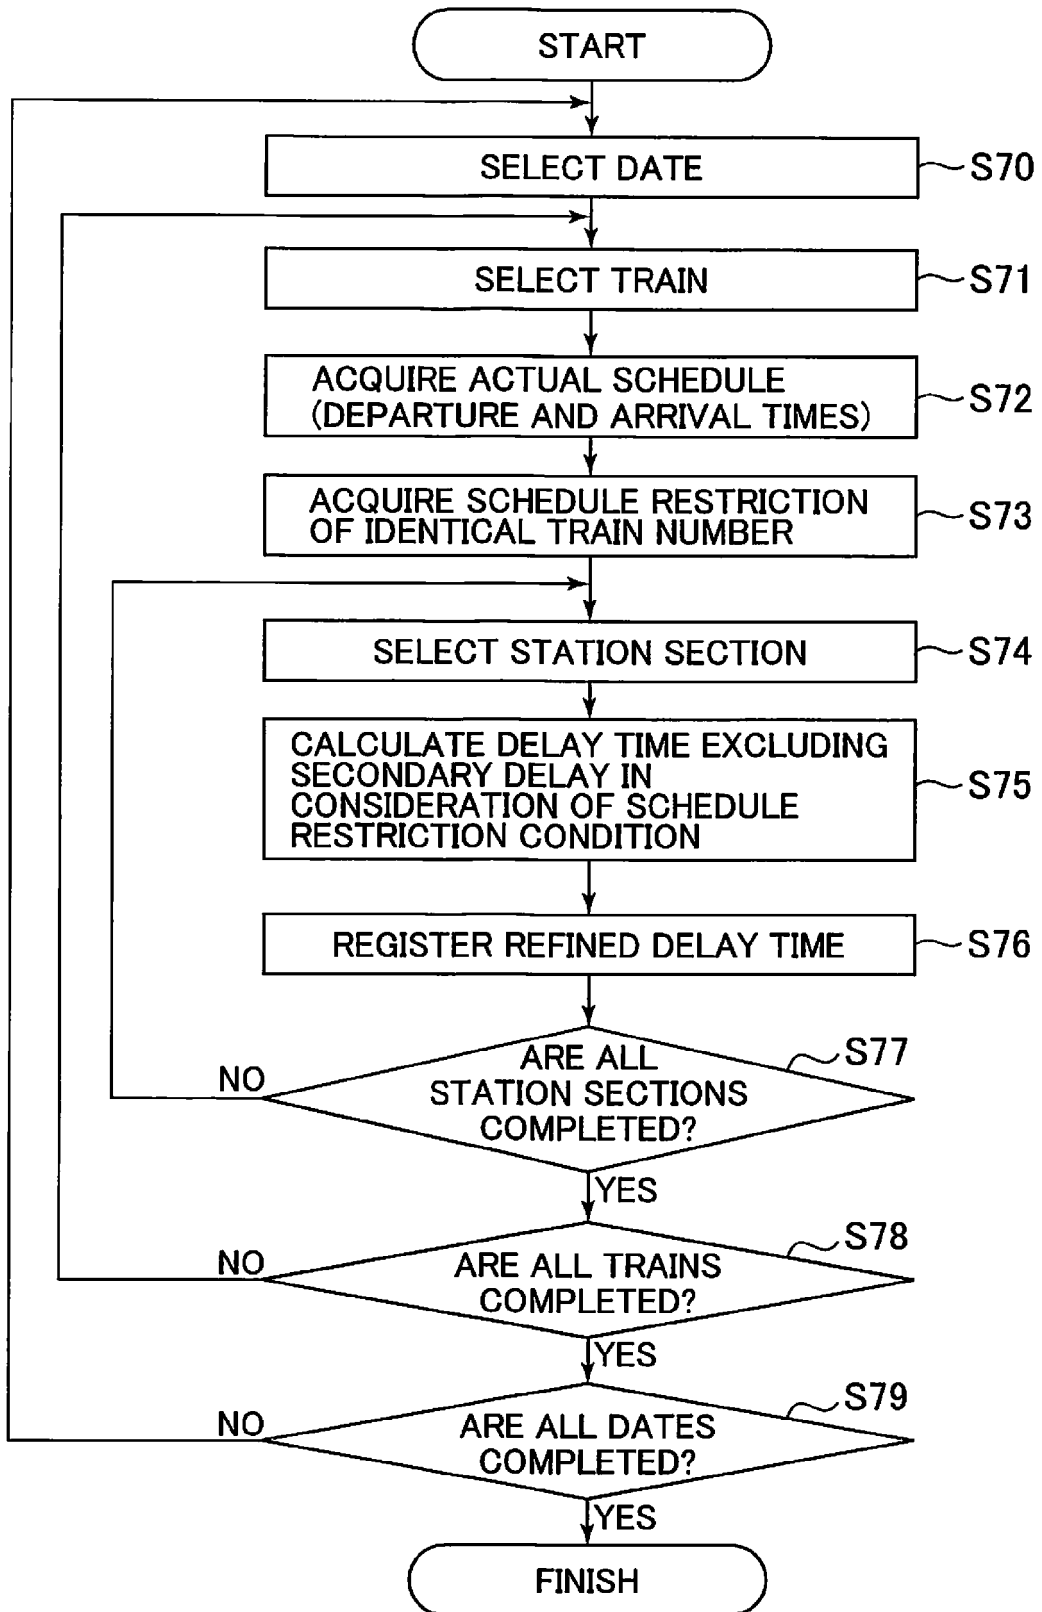 START
SELECT DATE
S70
SELECT TRAIN
S71
ACQUIRE ACTUAL SCHEDULE
(DEPARTURE AND ARRIVAL TIMES)
S72
ACQUIRE SCHEDULE RESTRICTION
OF IDENTICAL TRAIN NUMBER
S73
SELECT STATION SECTION
S74
CALCULATE DELAY TIME EXCLUDING
SECONDARY DELAY IN
CONSIDERATION OF SCHEDULE
RESTRICTION CONDITION
S75
REGISTER REFINED DELAY TIME
S76
ARE ALL
STATION SECTIONS
COMPLETED?
S77
NO
YES
ARE ALL TRAINS
COMPLETED?
S78
NO
YES
ARE ALL DATES
COMPLETED?
S79
NO
YES
FINISH